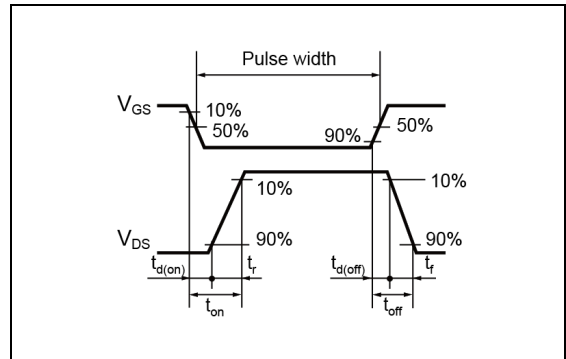 Pulse width
VGS
10%
50%
90%
50%
10%
10%
VDS
90%
90%
td(on)
tr
td(off)
tf
ton
toff